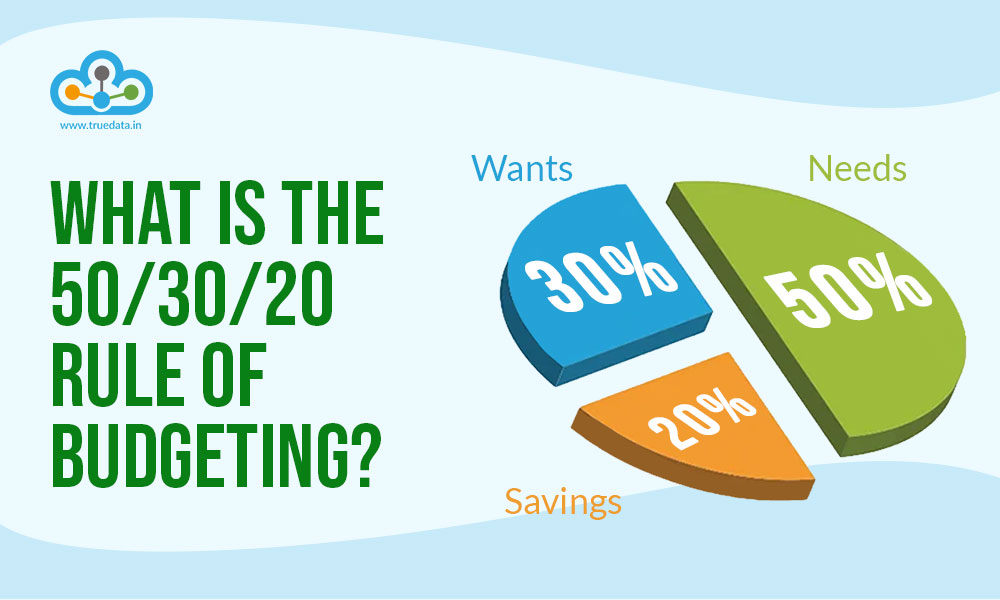 www.truedata.in
WHAT IS THE
50/30/20
RULE OF
BUDGETING?
Wants
Needs
30%
50%
20%
Savings